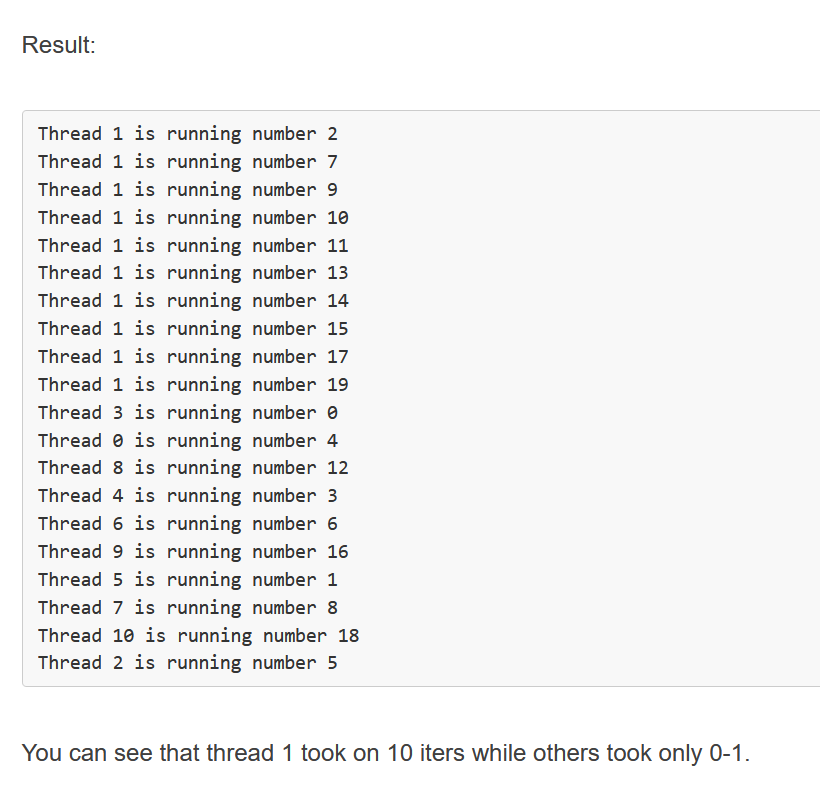 Result:
Thread 1 is running number 2
Thread 1 is running number 7
Thread 1 is running number 9
Thread 1 is running number 10
Thread 1 is running number 11
Thread 1 is running number 13
Thread 1 is running number 14
Thread 1 is running number 15
Thread 1 is running number 17
Thread 1 is running number 19
Thread 3 is running number 0
Thread 0 is running number 4
Thread 8 is running number 12
Thread 4 is running number 3
Thread 6 is running number 6
Thread 9 is running number 16
Thread 5 is running number 1
Thread 7 is running number 8
Thread 10 is running number 18
Thread 2 is running number 5
You can see that thread 1 took on 10 iters while others took only 0-1.